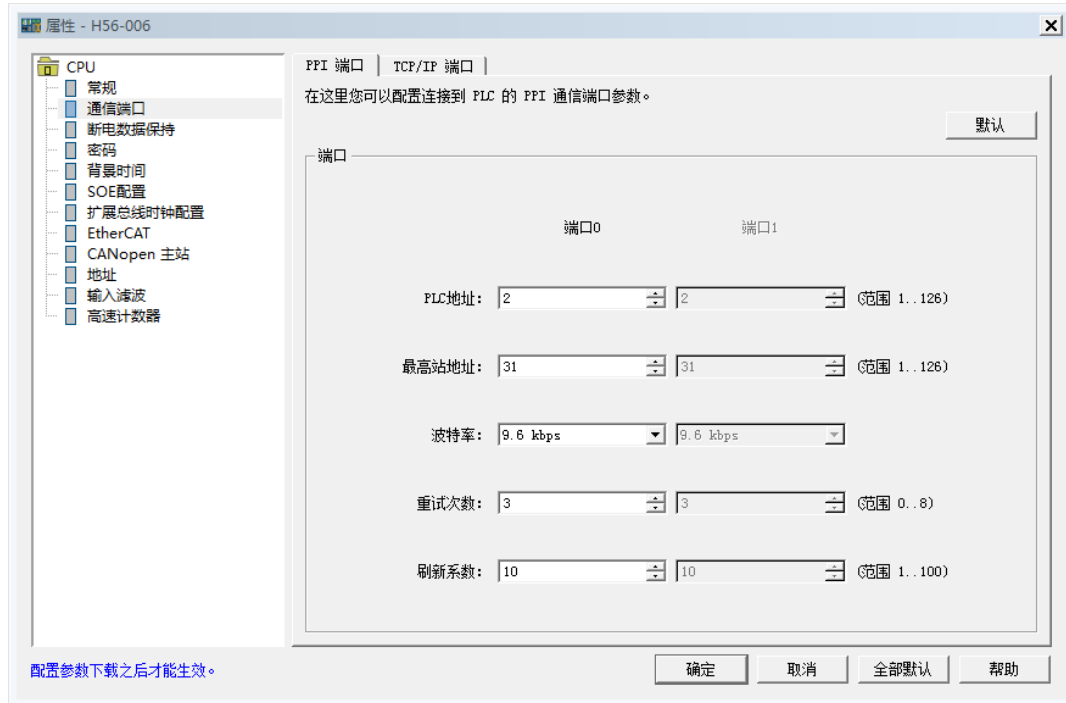 属性 - H56-006
CPU
常规
通信端口
断电数据保持
密码
背景时间
SOE配置
扩展总线时钟配置
EtherCAT
CANopen 主站
地址
输入滤波
高速计数器
PPI 端口
TCP/IP 端口
在这里您可以配置连接到 PLC 的 PPI 通信端口参数。
默认
端口
端口0 端口1
PLC地址: 2 2 (范围 1..126)
最高站地址: 31 31 (范围 1..126)
波特率: 9.6 kbps 9.6 kbps
重试次数: 3 3 (范围 0..8)
刷新系数: 10 10 (范围 1..100)
配置参数下载之后才能生效。
确定 取消 全部默认 帮助